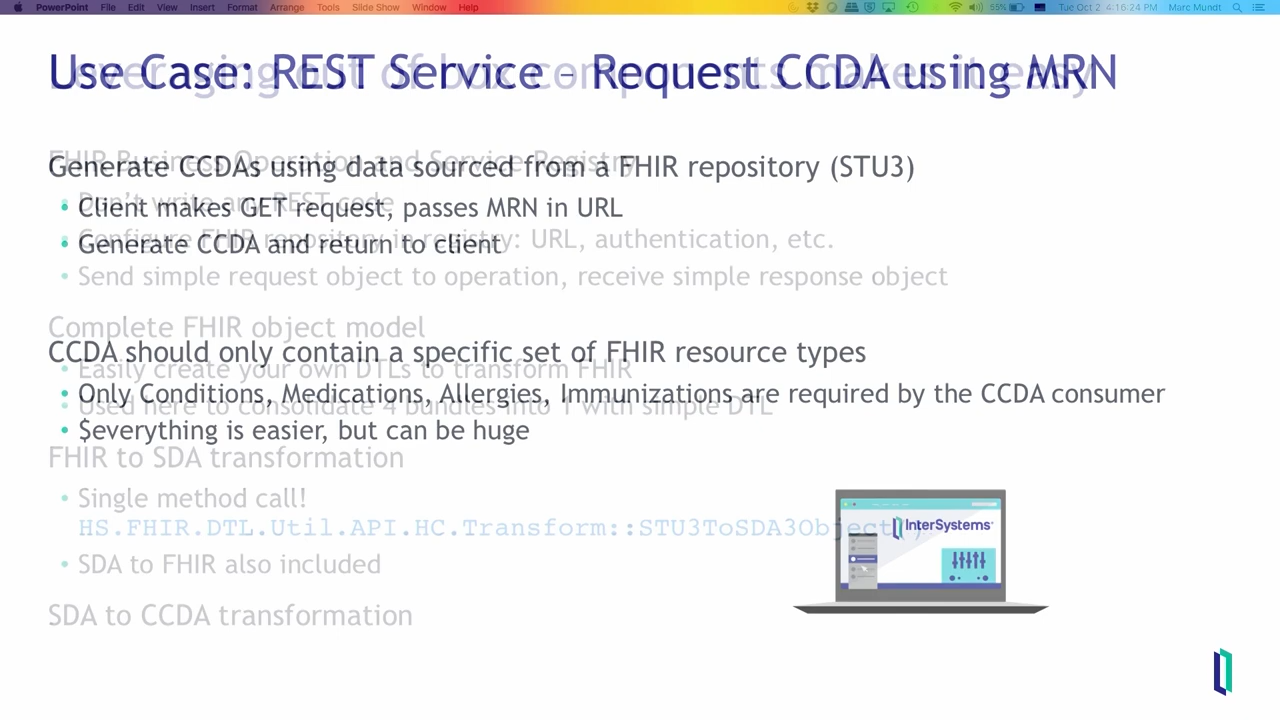 PowerPoint File Edit View Insert Format Arrange Tools Slide Show Window Help 55% Tue Oct 2 4:16:24 PM Marc Mundt
Use Case: REST Service – Request CCDA using MRN
Generate CCDAs using data sourced from a FHIR repository (STU3)
• Client makes GET request, passes MRN in URL
• Generate CCDA and return to client
CCDA should only contain a specific set of FHIR resource types
• Only Conditions, Medications, Allergies, Immunizations are required by the CCDA consumer
• $everything is easier, but can be huge
InterSystems
FHIR Business Operation and Service Registry
• Don't write any REST code
• Configure FHIR repository in registry: URL, authentication, etc.
• Send simple request object to operation, receive simple response object
Complete FHIR object model
• Easily create your own DTLs to transform FHIR
• Used here to consolidate 4 bundles into 1 with simple DTL
FHIR to SDA transformation
• Single method call!
HS.FHIR.DTL.Util.API.HC.Transform::STU3ToSDA3Object
• SDA to FHIR also included
SDA to CCDA transformation